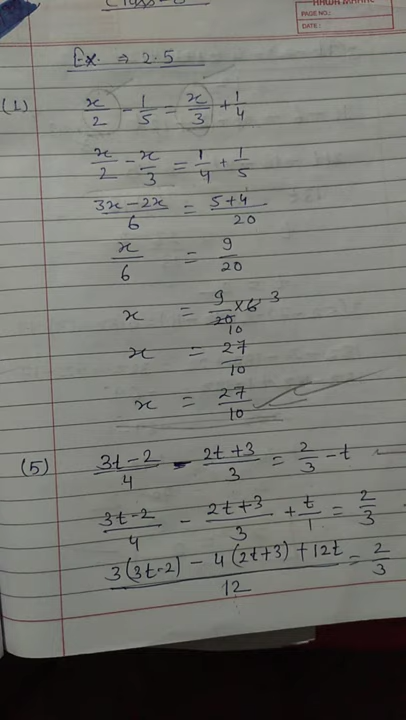 PAGE NO.:
DATE:
Ex. ⇒ 2.5
(1) x/2 - 1/5 = x/3 + 1/4
x/2 - x/3 = 1/4 + 1/5
3x - 2x/6 = 5+4/20
x/6 = 9/20
x = 9/20 × 6 3
10
x = 27/10
x = 27/10
(5) 3t-2/4 - 2t+3/3 = 2/3 - t
3t-2/4 - 2t+3/3 + t/1 = 2/3
3(3t-2) - 4(2t+3) + 12t/12 = 2/3